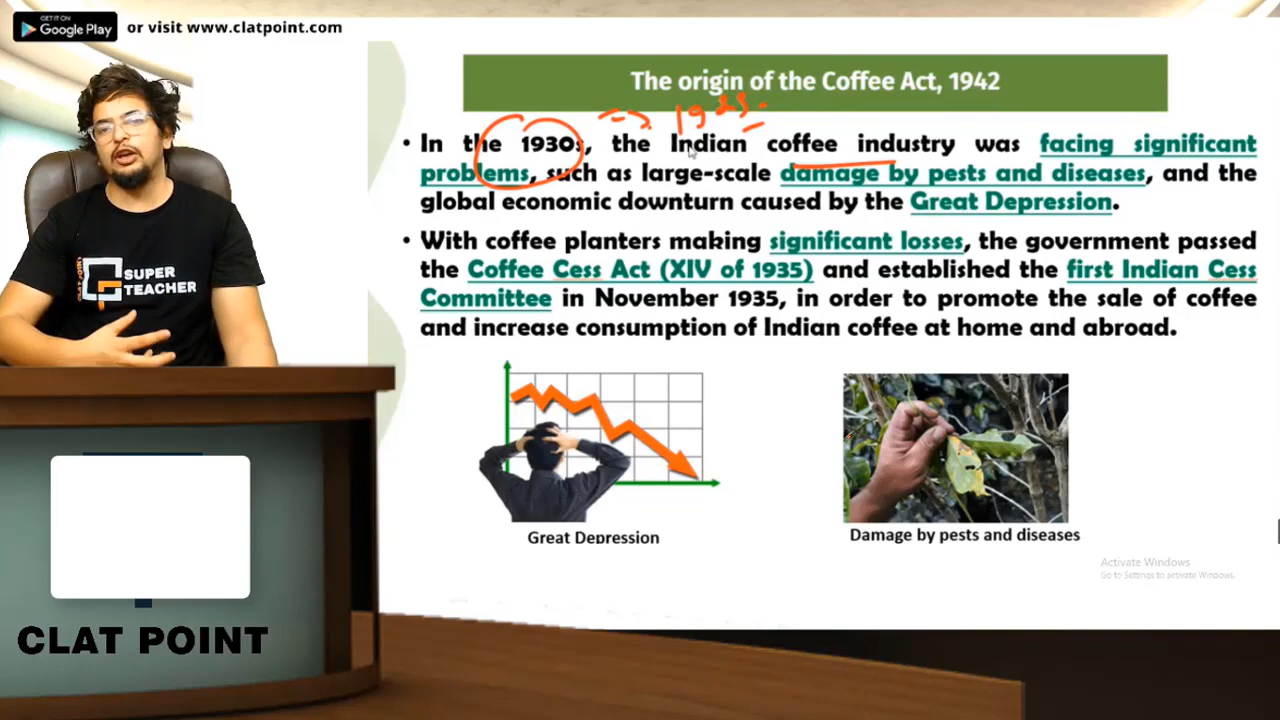 GET IT ON
Google Play
or visit www.clatpoint.com
The origin of the Coffee Act, 1942
• In the 1930s, the Indian coffee industry was facing significant
problems, such as large-scale damage by pests and diseases, and the
global economic downturn caused by the Great Depression.
• With coffee planters making significant losses, the government passed
the Coffee Cess Act (XIV of 1935) and established the first Indian Cess
Committee in November 1935, in order to promote the sale of coffee
and increase consumption of Indian coffee at home and abroad.
Great Depression
Damage by pests and diseases
Activate Windows
Go to Settings to activate Windows.
CLAT POINT
SUPER
TEACHER
CLAT POINT